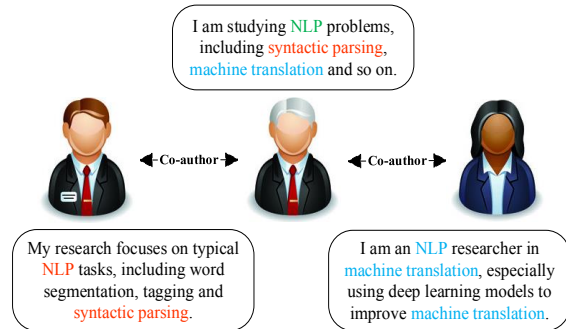 I am studying NLP problems,
including syntactic parsing,
machine translation and so on.
Co-author
Co-author
My research focuses on typical
NLP tasks, including word
segmentation, tagging and
syntactic parsing.
I am an NLP researcher in
machine translation, especially
using deep learning models to
improve machine translation.